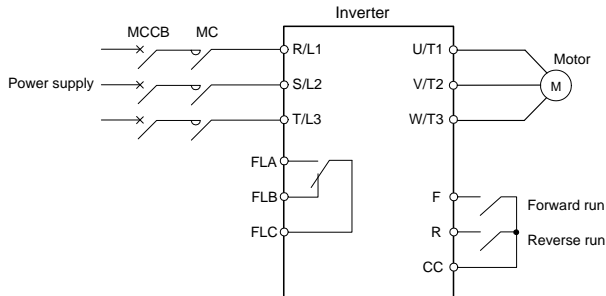 Inverter
MCCB MC
R/L1 U/T1
Motor
Power supply S/L2 V/T2 M
T/L3 W/T3
FLA
FLB F Forward run
FLC R Reverse run
CC